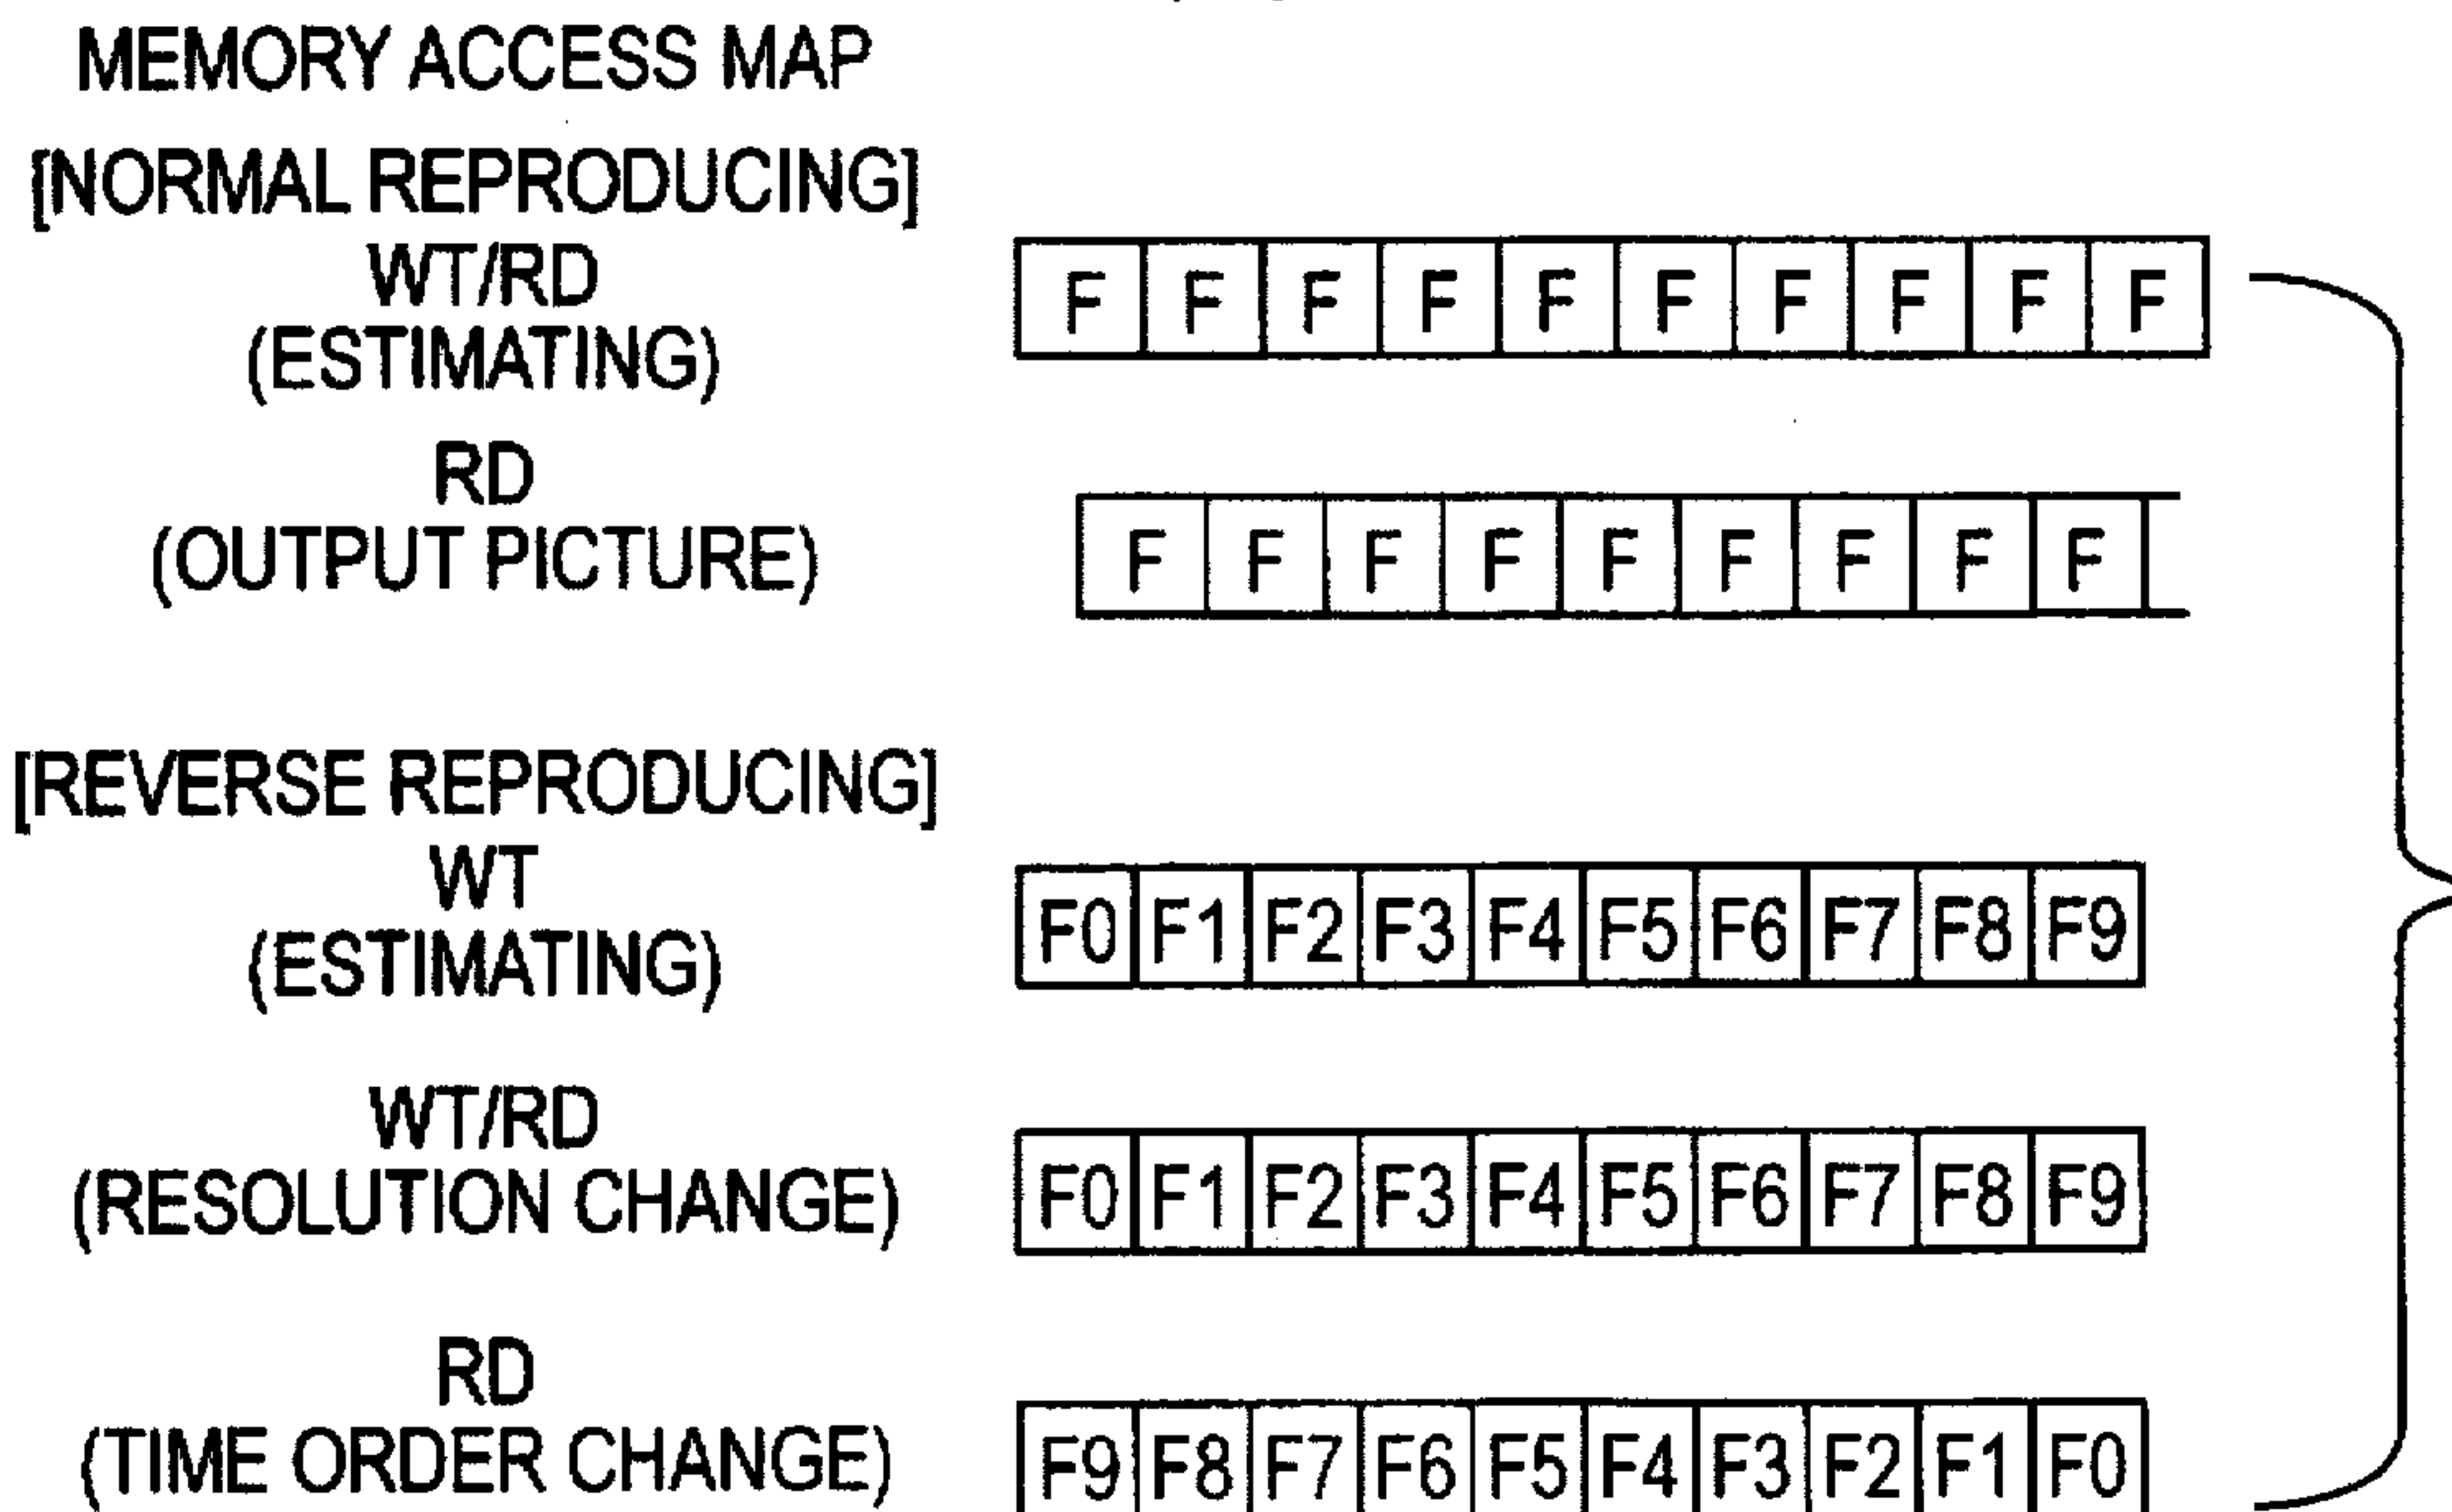 MEMORY ACCESS MAP
[NORMAL REPRODUCING]
WT/RD
(ESTIMATING)
F F F F F F F F F F
RD
(OUTPUT PICTURE)
F F F F F F F F F
[REVERSE REPRODUCING]
WT
(ESTIMATING)
F0 F1 F2 F3 F4 F5 F6 F7 F8 F9
WT/RD
(RESOLUTION CHANGE)
F0 F1 F2 F3 F4 F5 F6 F7 F8 F9
RD
(TIME ORDER CHANGE)
F9 F8 F7 F6 F5 F4 F3 F2 F1 F0